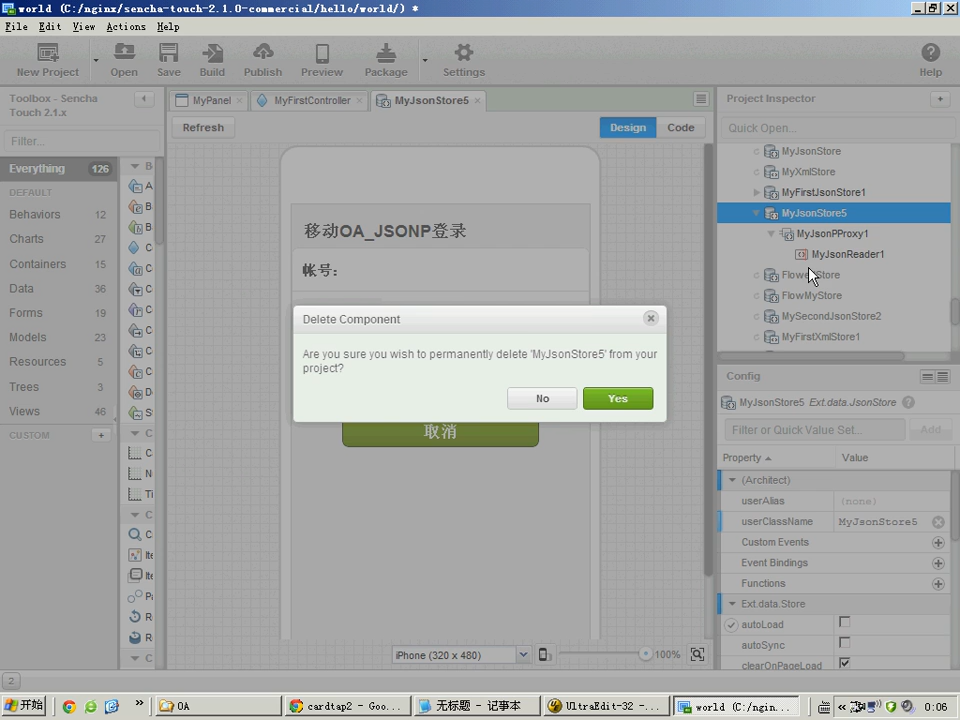 world (C:/nginx/sencha-touch-2.1.0-commercial/hello/world/) *
File Edit View Actions Help
New Project Open Save Build Publish Preview Package Settings Help
Toolbox - Sencha Touch 2.1.x
Filter...
Everything 126
DEFAULT
Behaviors 12
Charts 27
Containers 15
Data 36
Forms 19
Models 23
Resources 5
Trees 3
Views 46
CUSTOM
MyPanel MyFirstController MyJsonStore5
Refresh Design Code
移动OA_JSONP登录
帐号:
Delete Component
Are you sure you wish to permanently delete 'MyJsonStore5' from your
project?
No Yes
取消
iPhone (320 x 480) 100%
Project Inspector
Quick Open...
MyJsonStore
MyXmlStore
MyFirstJsonStore1
MyJsonStore5
MyJsonPProxy1
MyJsonReader1
FlowMyStore
MySecondJsonStore2
MyFirstXmlStore1
Config
MyJsonStore5 Ext.data.JsonStore
Filter or Quick Value Set... Add
Property Value
(Architect)
userAlias (none)
userClassName MyJsonStore5
Custom Events
Event Bindings
Functions
Ext.data.Store
autoLoad
autoSync
clearOnPageLoad
2
开始 OA cardtap2 - Goo... 无标题 - 记事本 UltraEdit-32 -... world (C:/ngin... 0:06